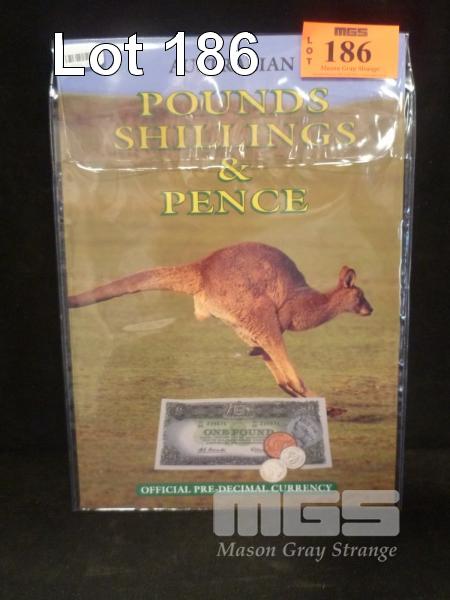 Lot 186
MGS
LOT
186
Mason Gray Strange
POUNDS
SHILLINGS
&
PENCE
ONE POUND
OFFICIAL PRE-DECIMAL CURRENCY
MGS
Mason Gray Strange